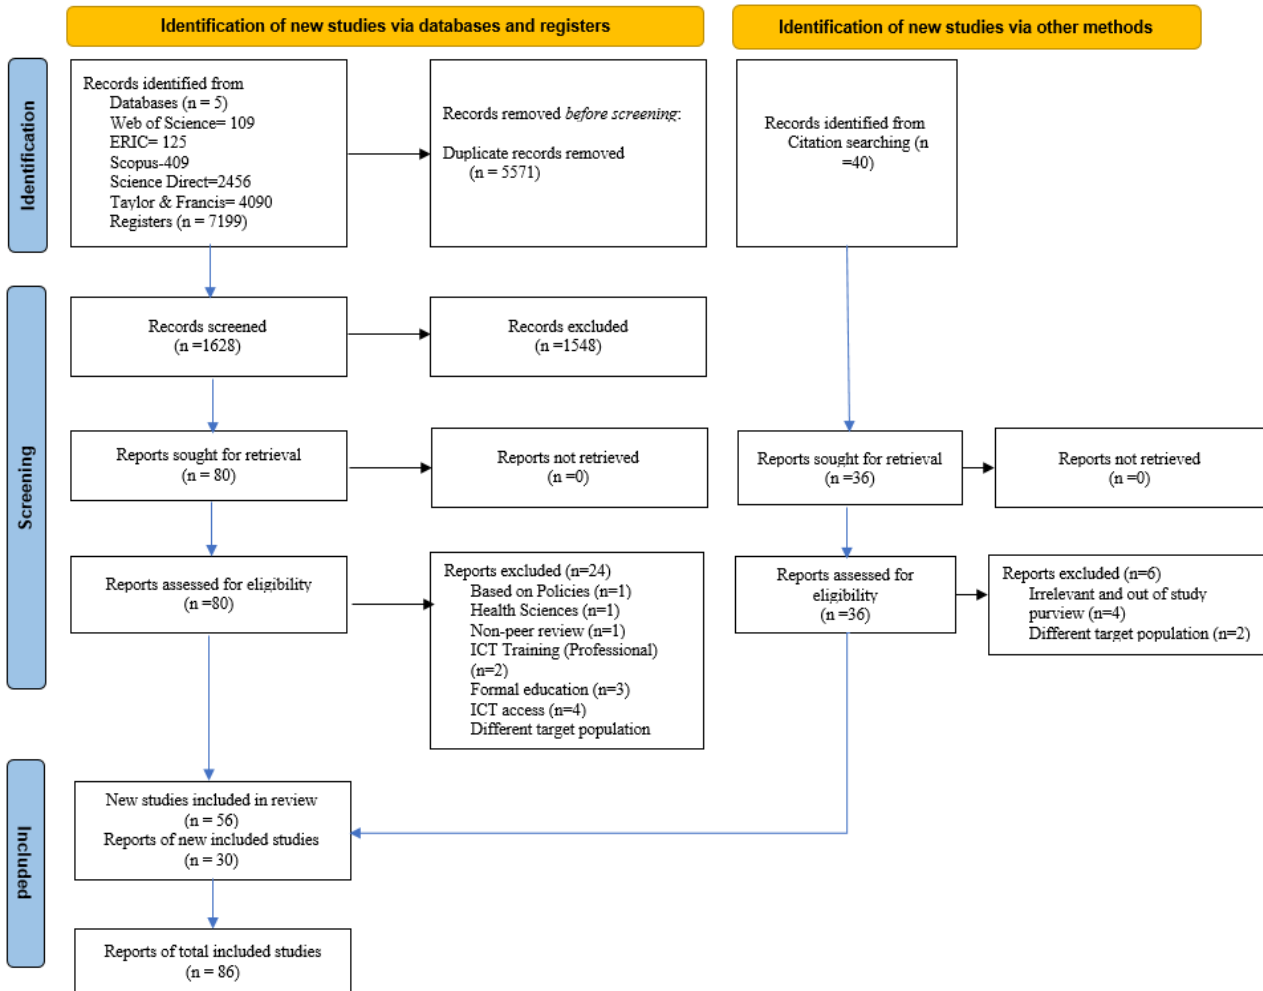 Identification of new studies via databases and registers
Identification of new studies via other methods
Identification
Records identified from
Databases (n = 5)
Web of Science= 109
ERIC= 125
Scopus-409
Science Direct=2456
Taylor & Francis= 4090
Registers (n = 7199)
Records removed before screening:
Duplicate records removed
(n = 5571)
Records identified from
Citation searching (n
=40)
Screening
Records screened
(n =1628)
Records excluded
(n =1548)
Reports sought for retrieval
(n = 80)
Reports not retrieved
(n =0)
Reports sought for retrieval
(n =36)
Reports not retrieved
(n =0)
Reports assessed for eligibility
(n =80)
Reports excluded (n=24)
Based on Policies (n=1)
Health Sciences (n=1)
Non-peer review (n=1)
ICT Training (Professional)
(n=2)
Formal education (n=3)
ICT access (n=4)
Different target population
Reports assessed for
eligibility
(n =36)
Reports excluded (n=6)
Irrelevant and out of study
purview (n=4)
Different target population (n=2)
Included
New studies included in review
(n = 56)
Reports of new included studies
(n = 30)
Reports of total included studies
(n = 86)